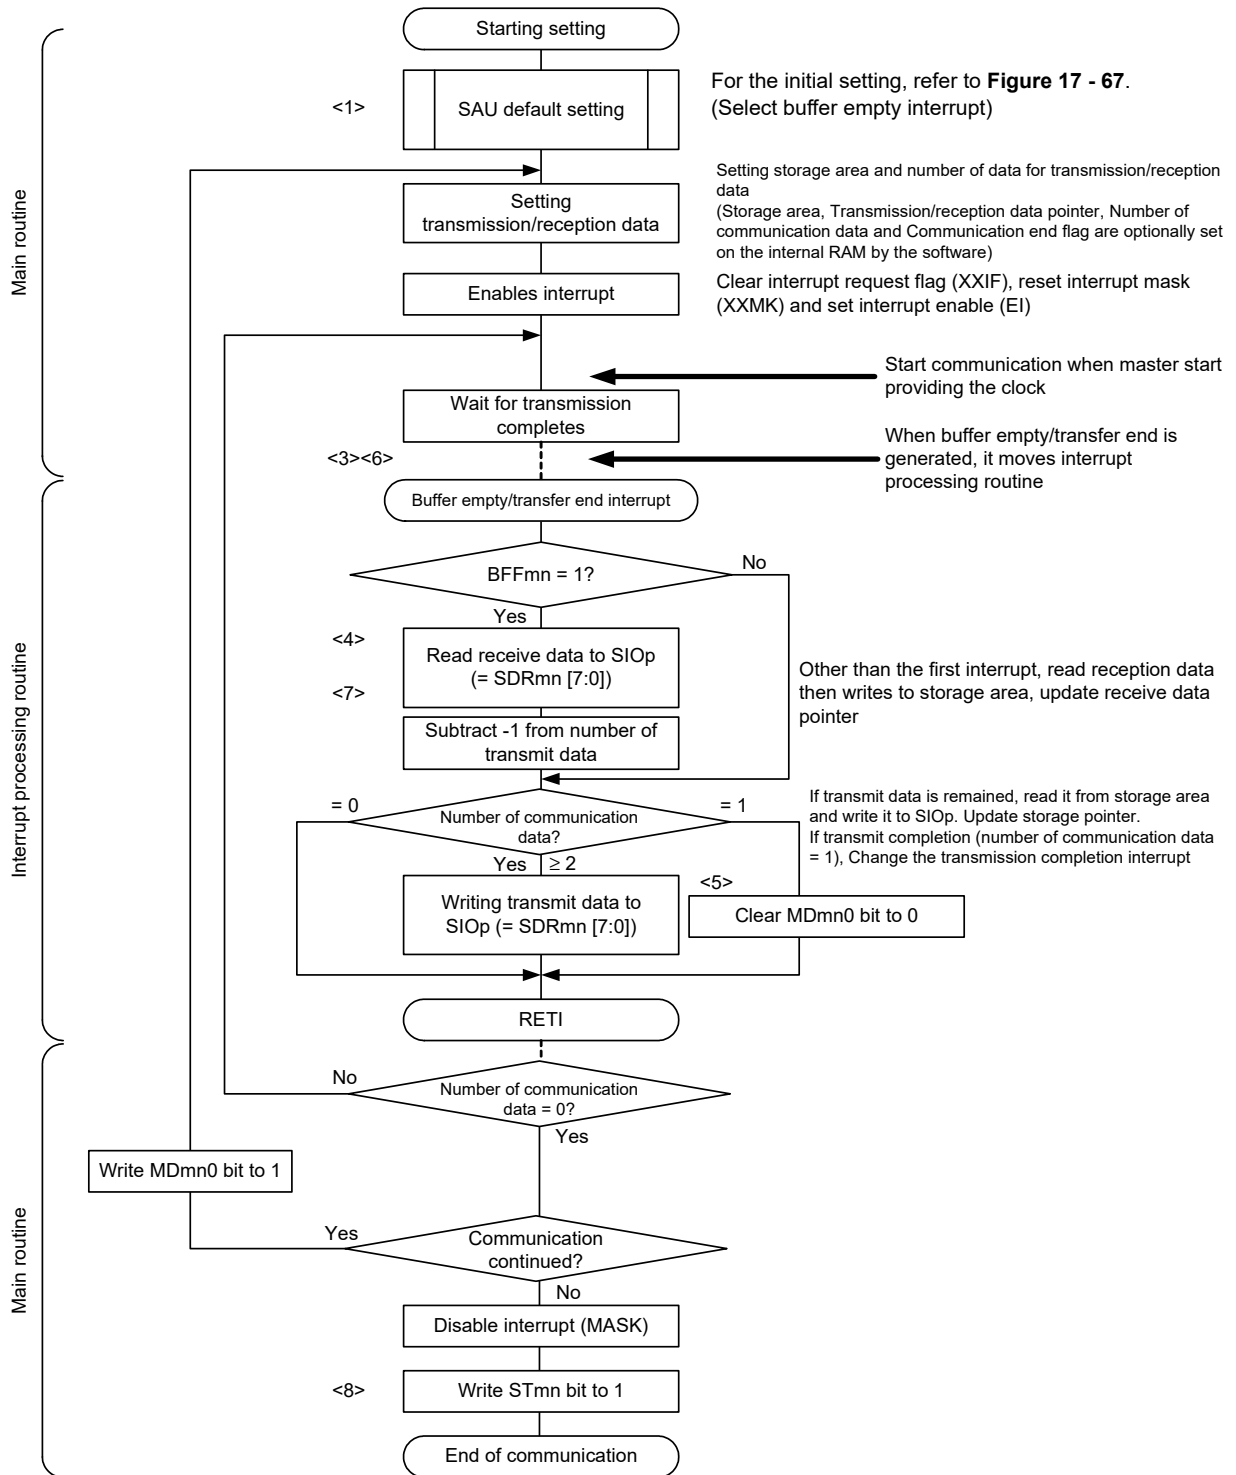 Starting setting
<1>
SAU default setting
For the initial setting, refer to Figure 17 - 67.
(Select buffer empty interrupt)
Main routine
Setting
transmission/reception data
Setting storage area and number of data for transmission/reception
data
(Storage area, Transmission/reception data pointer, Number of
communication data and Communication end flag are optionally set
on the internal RAM by the software)
Enables interrupt
Clear interrupt request flag (XXIF), reset interrupt mask
(XXMK) and set interrupt enable (EI)
Start communication when master start
providing the clock
Wait for transmission
completes
<3><6>
When buffer empty/transfer end is
generated, it moves interrupt
processing routine
Buffer empty/transfer end interrupt
Interrupt processing routine
BFFmn = 1?
No
Yes
<4>
Read receive data to SIOp
(= SDRmn [7:0])
<7>
Other than the first interrupt, read reception data
then writes to storage area, update receive data
pointer
Subtract -1 from number of
transmit data
= 0
Number of communication
data?
= 1
If transmit data is remained, read it from storage area
and write it to SIOp. Update storage pointer.
If transmit completion (number of communication data
= 1), Change the transmission completion interrupt
Yes ≥ 2
<5>
Writing transmit data to
SIOp (= SDRmn [7:0])
Clear MDmn0 bit to 0
RETI
No
Number of communication
data = 0?
Yes
Write MDmn0 bit to 1
Main routine
Yes
Communication
continued?
No
Disable interrupt (MASK)
<8>
Write STmn bit to 1
End of communication